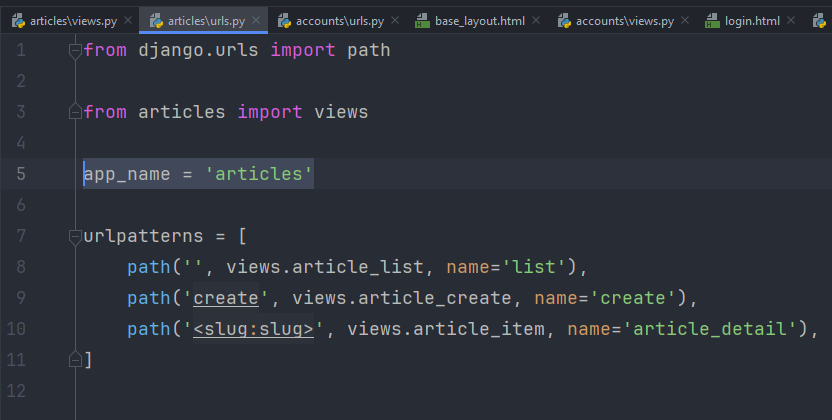 articles\views.py × articles\urls.py × accounts\urls.py × base_layout.html × accounts\views.py × login.html ×
1 from django.urls import path
2
3 from articles import views
4
5 app_name = 'articles'
6
7 urlpatterns = [
8     path('', views.article_list, name='list'),
9     path('create', views.article_create, name='create'),
10     path('<slug:slug>', views.article_item, name='article_detail'),
11 ]
12